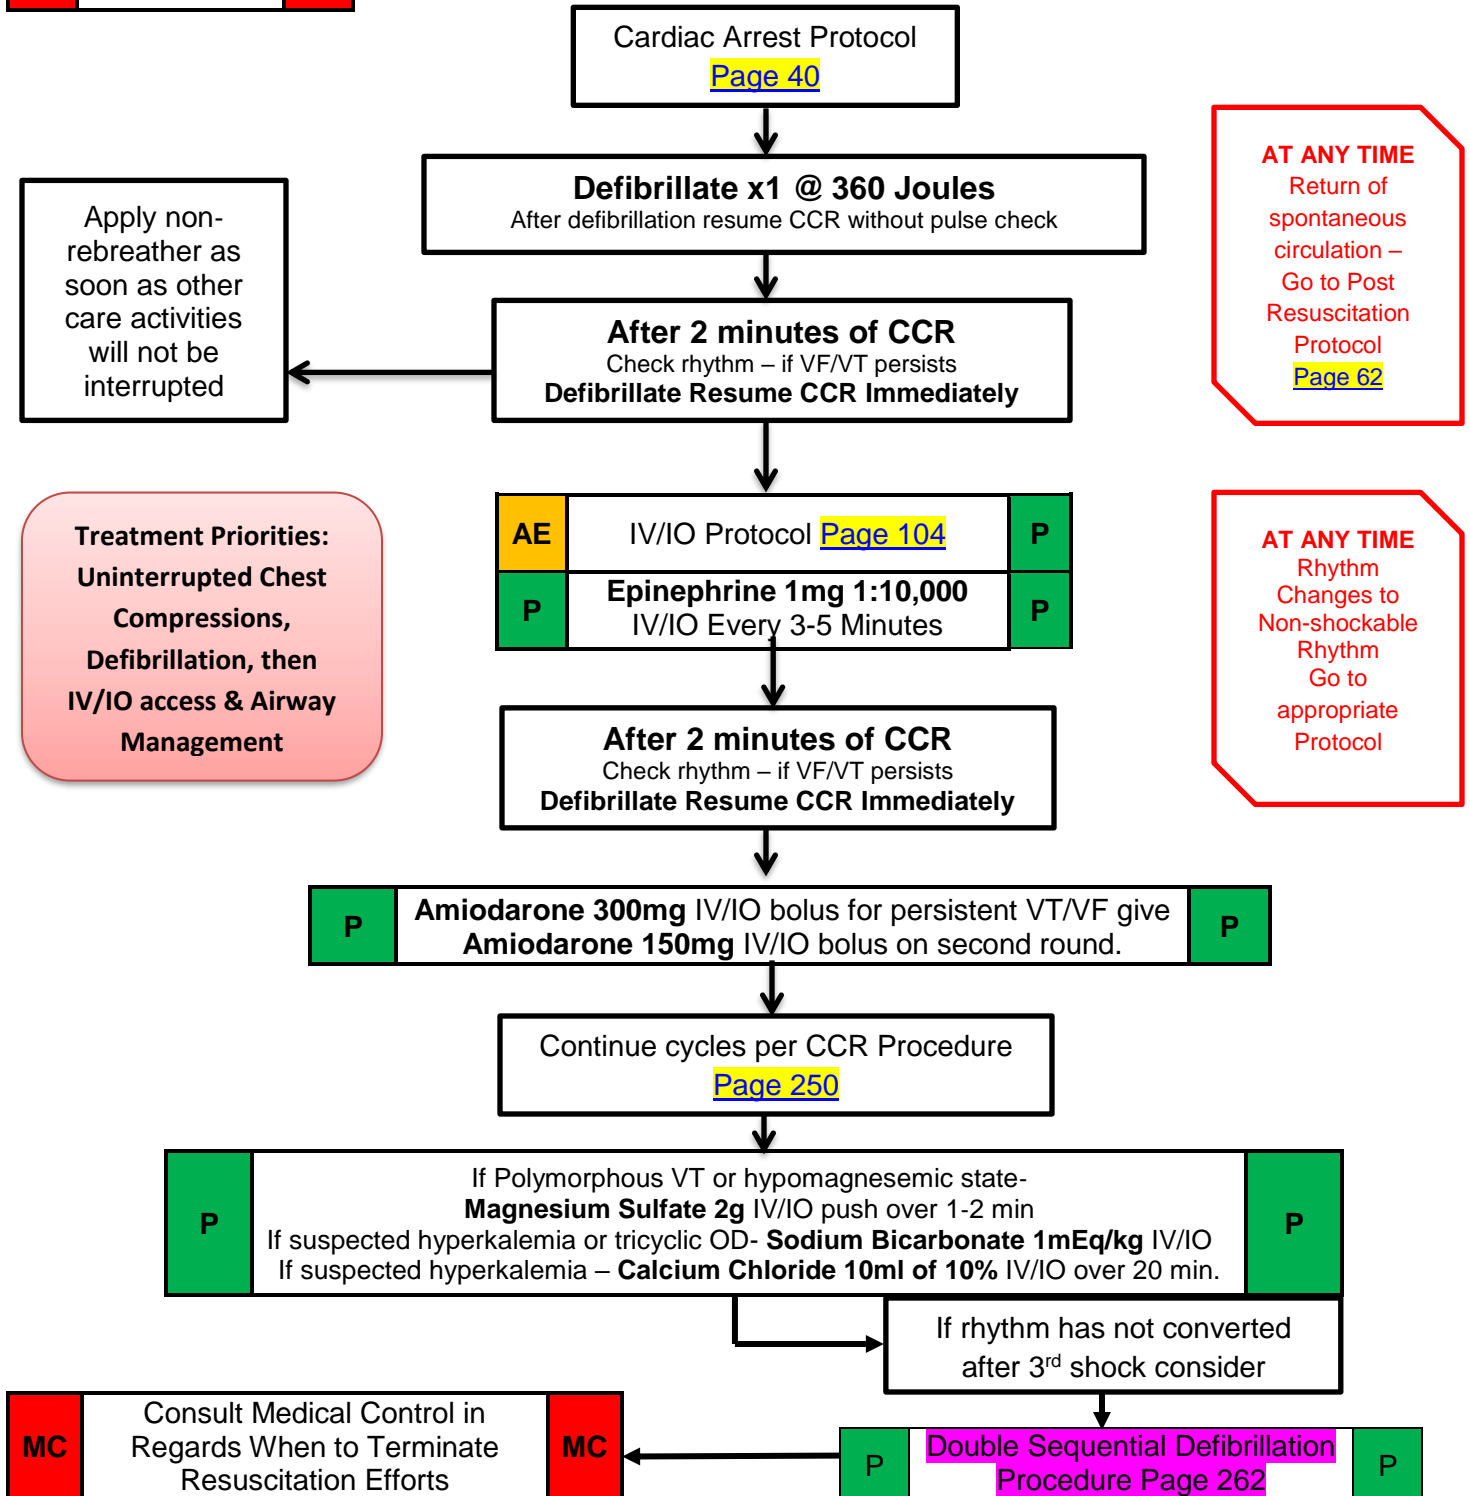 Cardiac Arrest Protocol
Page 40
Defibrillate x1 @ 360 Joules
After defibrillation resume CCR without pulse check
AT ANY TIME
Return of
spontaneous
circulation –
Go to Post
Resuscitation
Protocol
Page 62
Apply non-
rebreather as
soon as other
care activities
will not be
interrupted
After 2 minutes of CCR
Check rhythm – if VF/VT persists
Defibrillate Resume CCR Immediately
Treatment Priorities:
Uninterrupted Chest
Compressions,
Defibrillation, then
IV/IO access & Airway
Management
AE IV/IO Protocol Page 104 P
P Epinephrine 1mg 1:10,000 P
IV/IO Every 3-5 Minutes
AT ANY TIME
Rhythm
Changes to
Non-shockable
Rhythm
Go to
appropriate
Protocol
After 2 minutes of CCR
Check rhythm – if VF/VT persists
Defibrillate Resume CCR Immediately
P Amiodarone 300mg IV/IO bolus for persistent VT/VF give P
Amiodarone 150mg IV/IO bolus on second round.
Continue cycles per CCR Procedure
Page 250
If Polymorphous VT or hypomagnesemic state-
P Magnesium Sulfate 2g IV/IO push over 1-2 min P
If suspected hyperkalemia or tricyclic OD- Sodium Bicarbonate 1mEq/kg IV/IO
If suspected hyperkalemia – Calcium Chloride 10ml of 10% IV/IO over 20 min.
If rhythm has not converted
after 3rd shock consider
P Double Sequential Defibrillation P
Procedure Page 262
MC Consult Medical Control in MC
Regards When to Terminate
Resuscitation Efforts